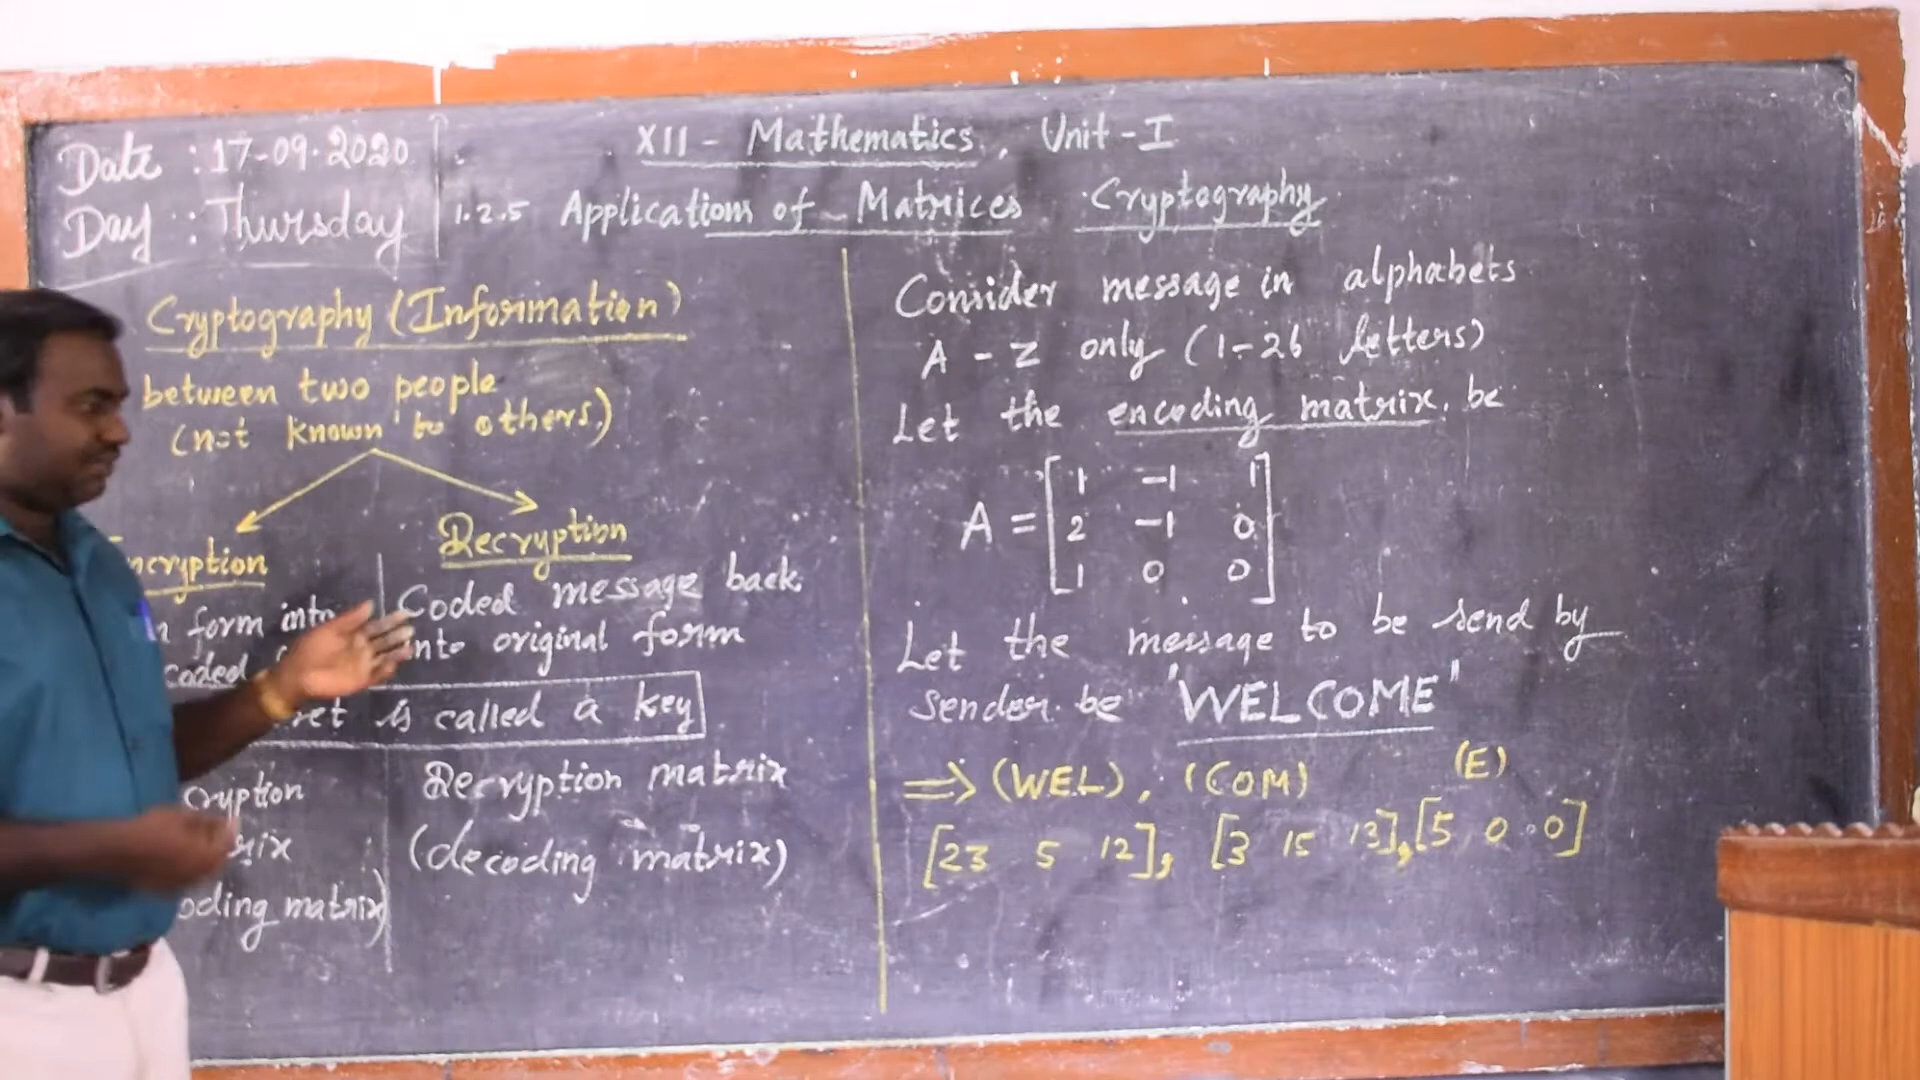 Date : 17-09-2020
Day : Thursday
XII - Mathematics, Unit - I
1.2.5 Applications of Matrices Cryptography
Cryptography (Information)
between two people
(not known to others.)
ncryption
Decryption
form into
coded
Coded message back
into original form
ret is called a key
cryption
rix
oding matrix)
Decryption matrix
(decoding matrix)
Consider message in alphabets
A - Z only (1-26 letters)
Let the encoding matrix be
A = [1 -1 1
2 -1 0
1 0 0]
Let the message to be send by
sender be "WELCOME"
⇒ (WEL), (COM) (E)
[23 5 12], [3 15 13], [5 0 0]